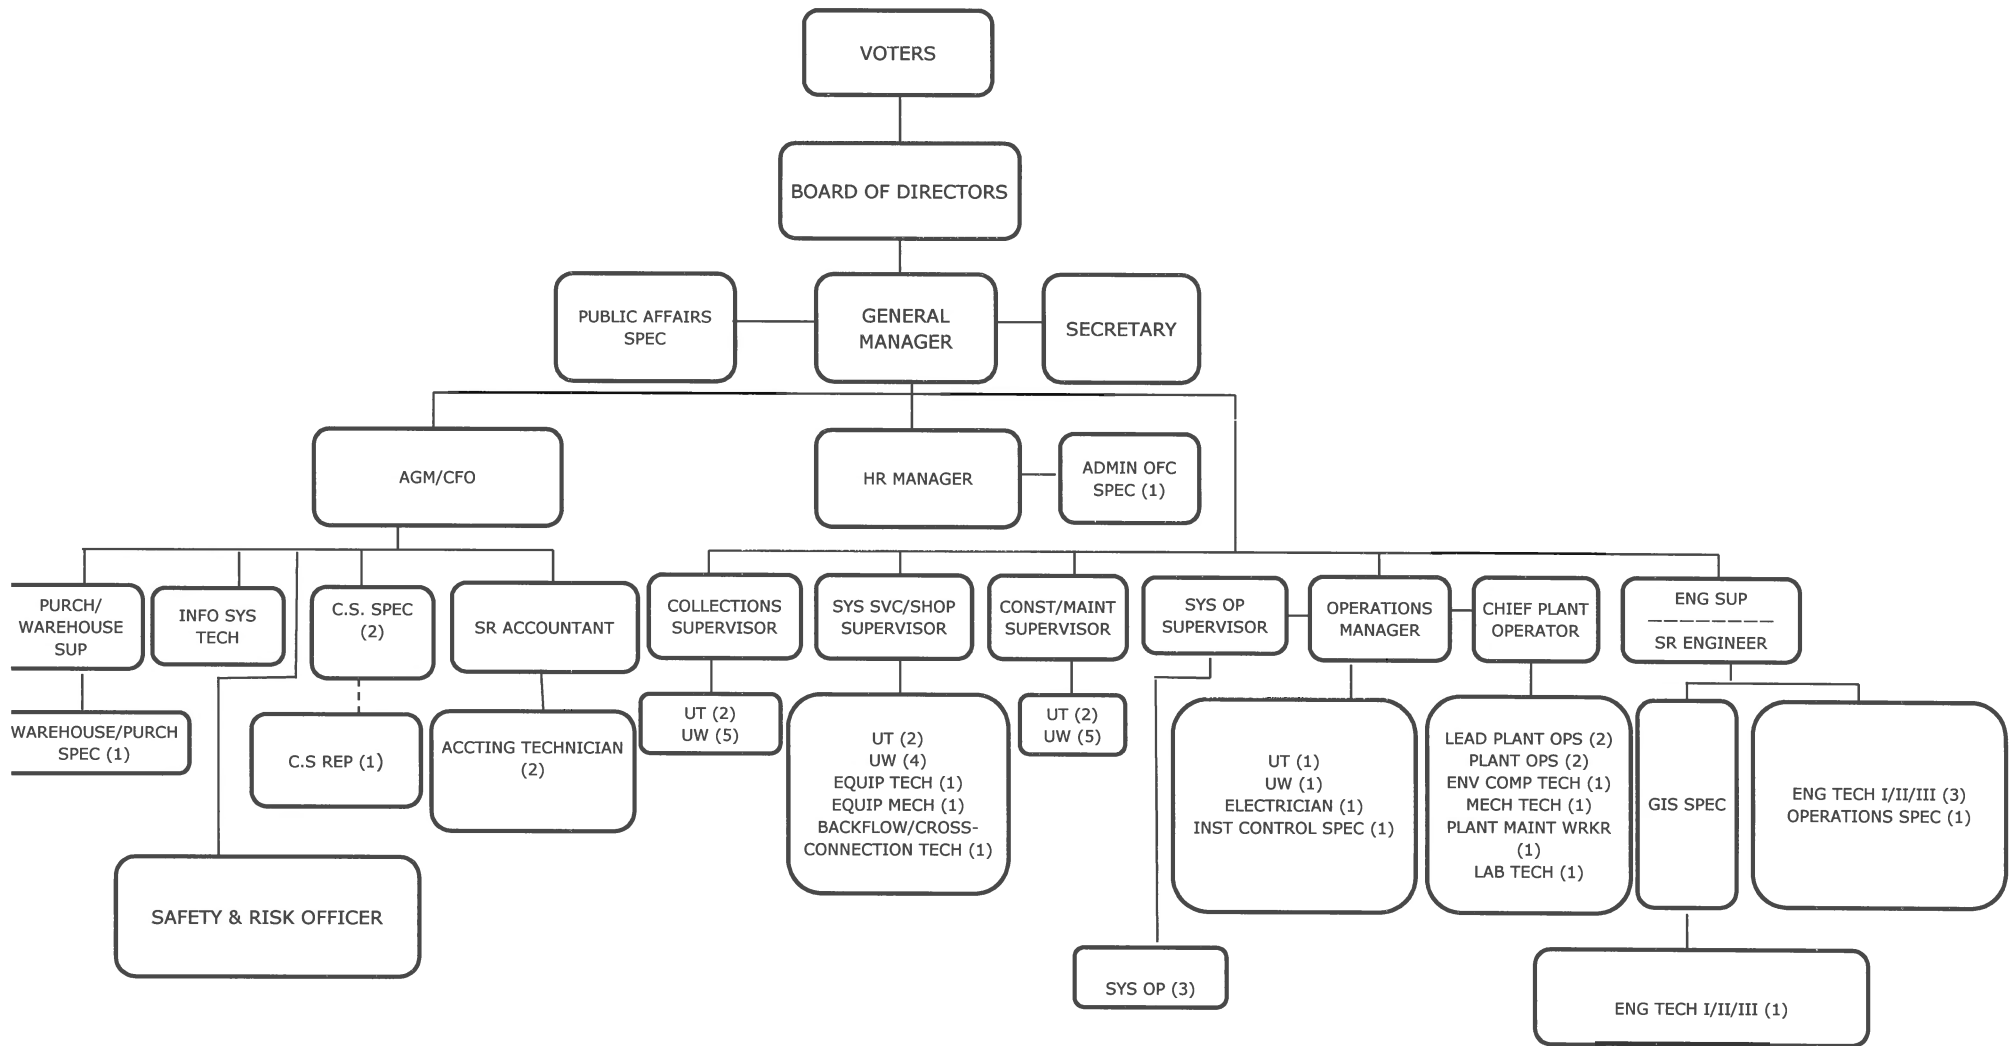 VOTERS
BOARD OF DIRECTORS
PUBLIC AFFAIRS
SPEC
GENERAL
MANAGER
SECRETARY
AGM/CFO
HR MANAGER
ADMIN OFC
SPEC (1)
PURCH/
WAREHOUSE
SUP
INFO SYS
TECH
C.S. SPEC
(2)
SR ACCOUNTANT
COLLECTIONS
SUPERVISOR
SYS SVC/SHOP
SUPERVISOR
CONST/MAINT
SUPERVISOR
SYS OP
SUPERVISOR
OPERATIONS
MANAGER
CHIEF PLANT
OPERATOR
ENG SUP
SR ENGINEER
WAREHOUSE/PURCH
SPEC (1)
C.S REP (1)
ACCTING TECHNICIAN
(2)
UT (2)
UW (5)
UT (2)
UW (4)
EQUIP TECH (1)
EQUIP MECH (1)
BACKFLOW/CROSS-
CONNECTION TECH (1)
UT (2)
UW (5)
UT (1)
UW (1)
ELECTRICIAN (1)
INST CONTROL SPEC (1)
LEAD PLANT OPS (2)
PLANT OPS (2)
ENV COMP TECH (1)
MECH TECH (1)
PLANT MAINT WRKR
(1)
LAB TECH (1)
GIS SPEC
ENG TECH I/II/III (3)
OPERATIONS SPEC (1)
SAFETY & RISK OFFICER
SYS OP (3)
ENG TECH I/II/III (1)